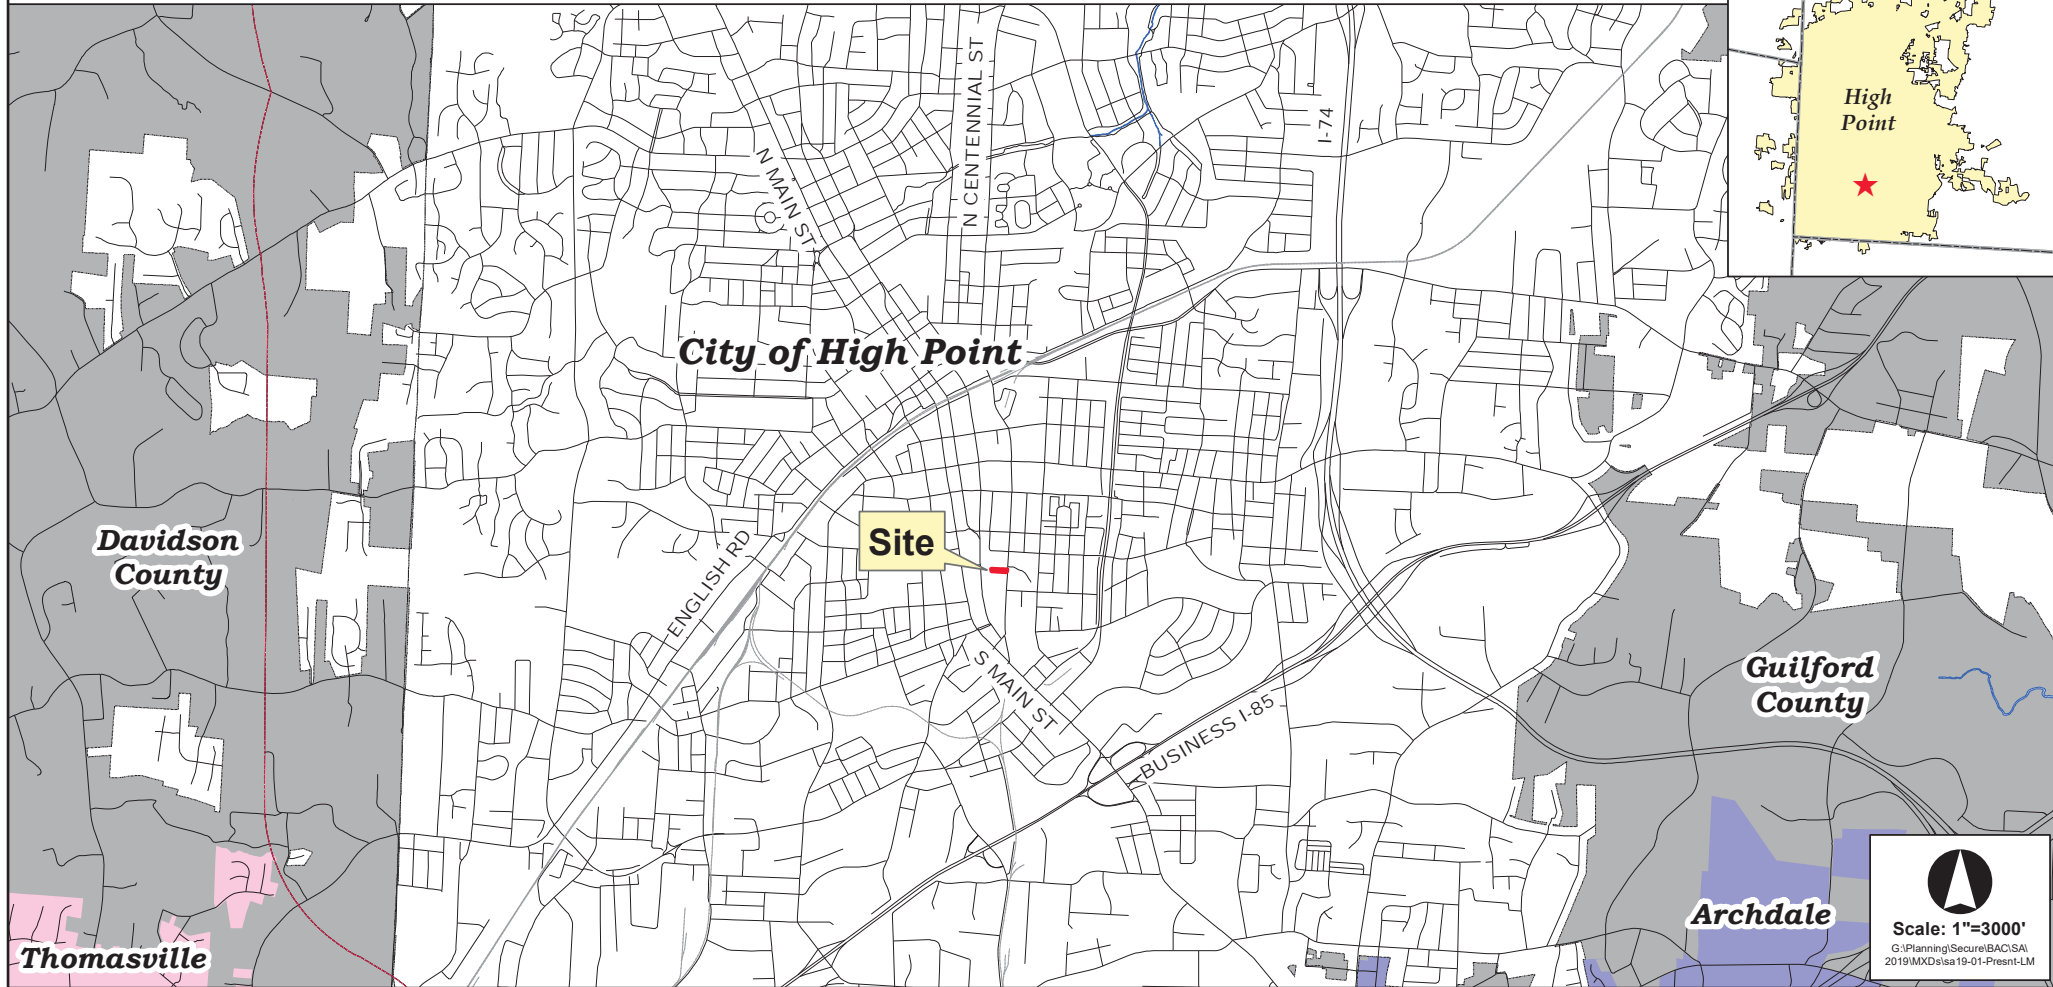 High
Point
I-74
N CENTENNIAL ST
N MAIN ST
City of High Point
Site
Davidson
County
ENGLISH RD
S MAIN ST
BUSINESS I-85
Guilford
County
Archdale
Thomasville
Scale: 1"=3000'
G:\Planning\Secure\BAC\SA\
2019\MXDs\sa19-01-Presnt-LM